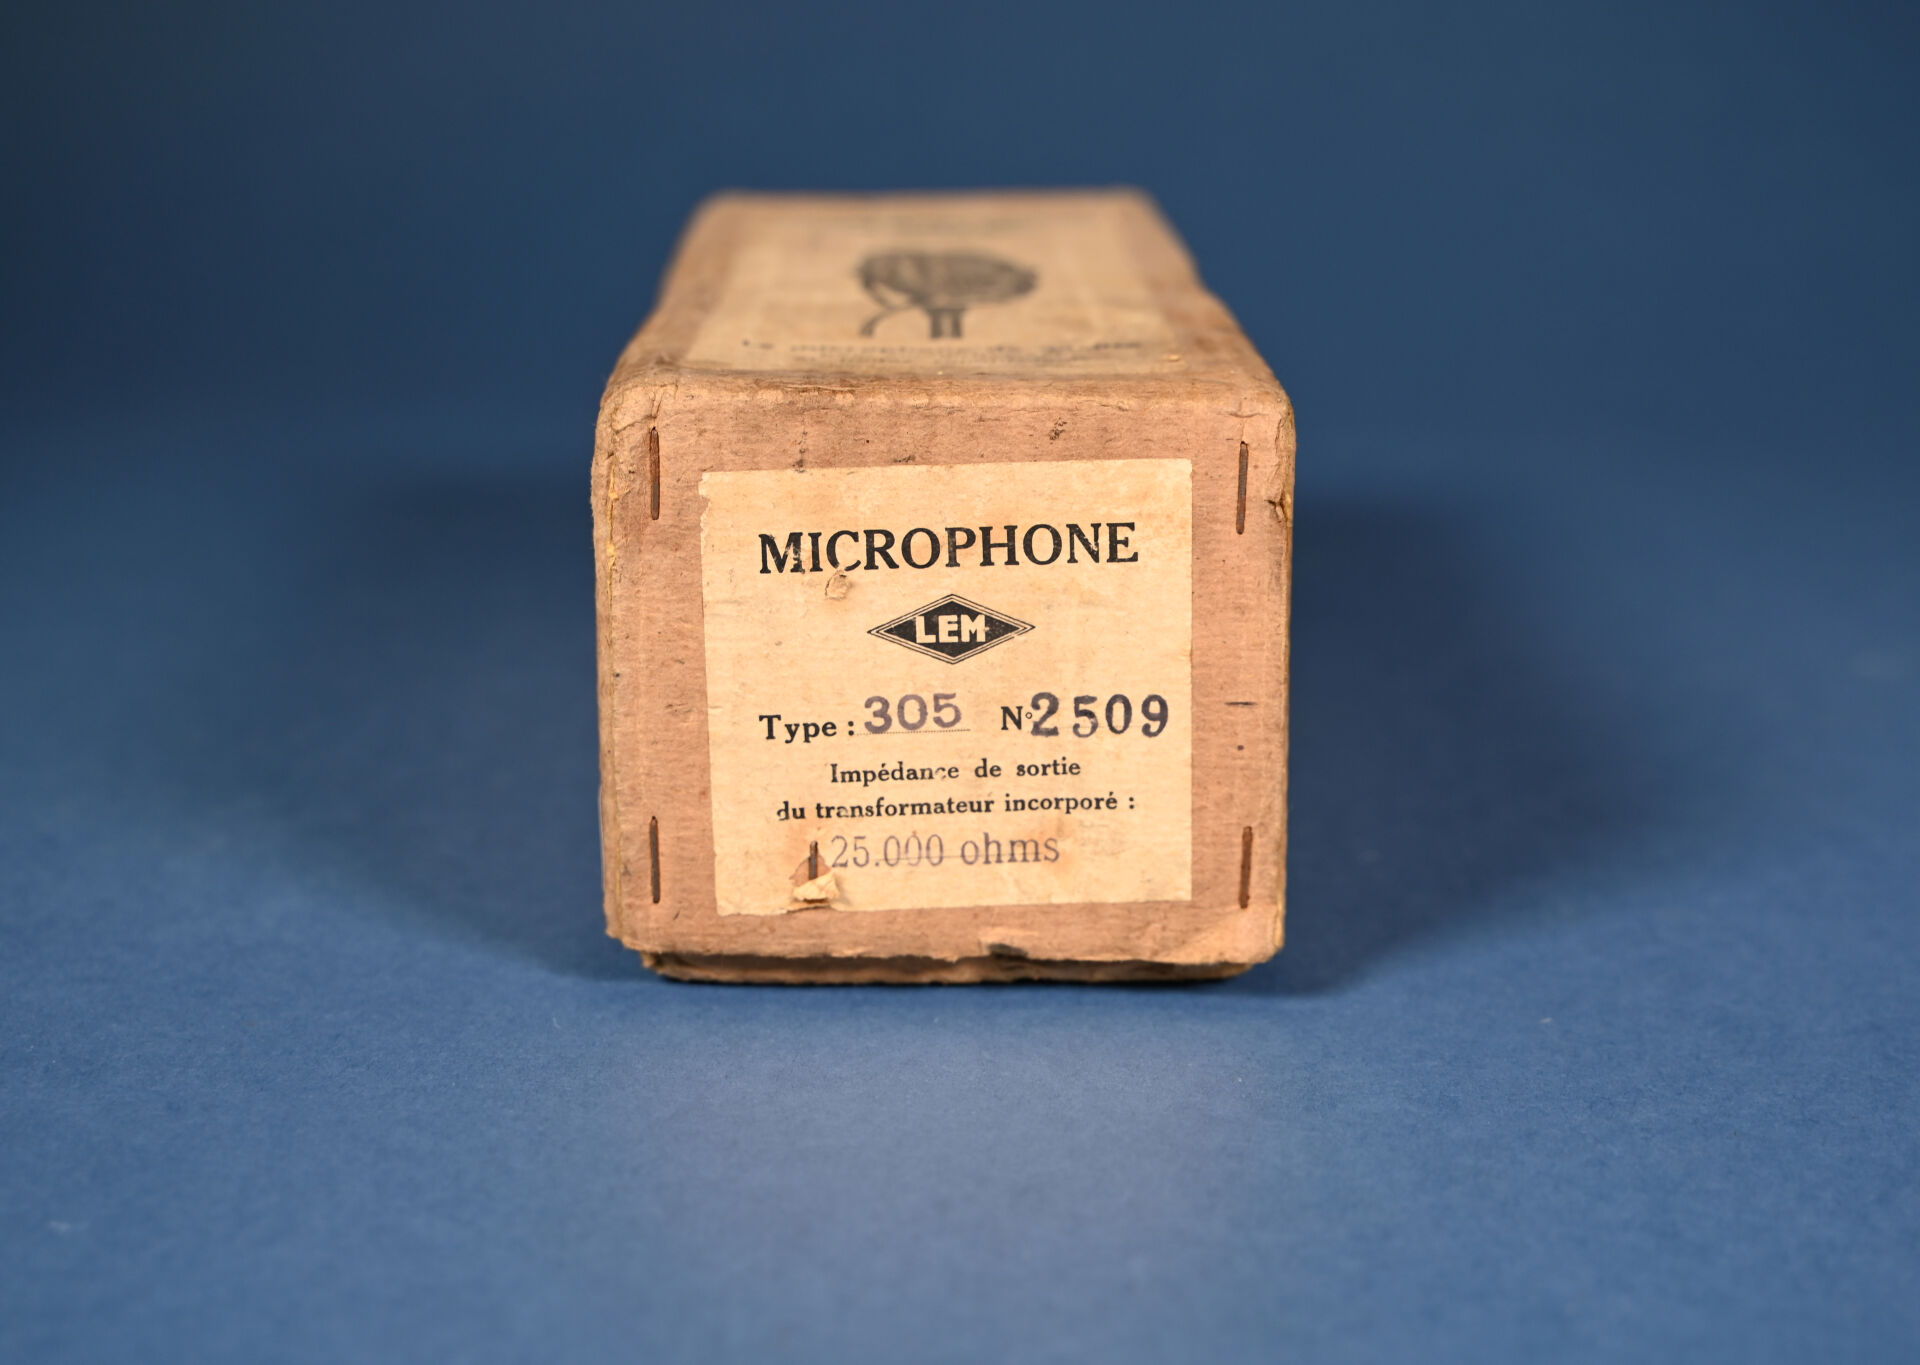 MICROPHONE
LEM
Type : 305 N° 2509
Impédance de sortie
du transformateur incorporé :
25.000 ohms